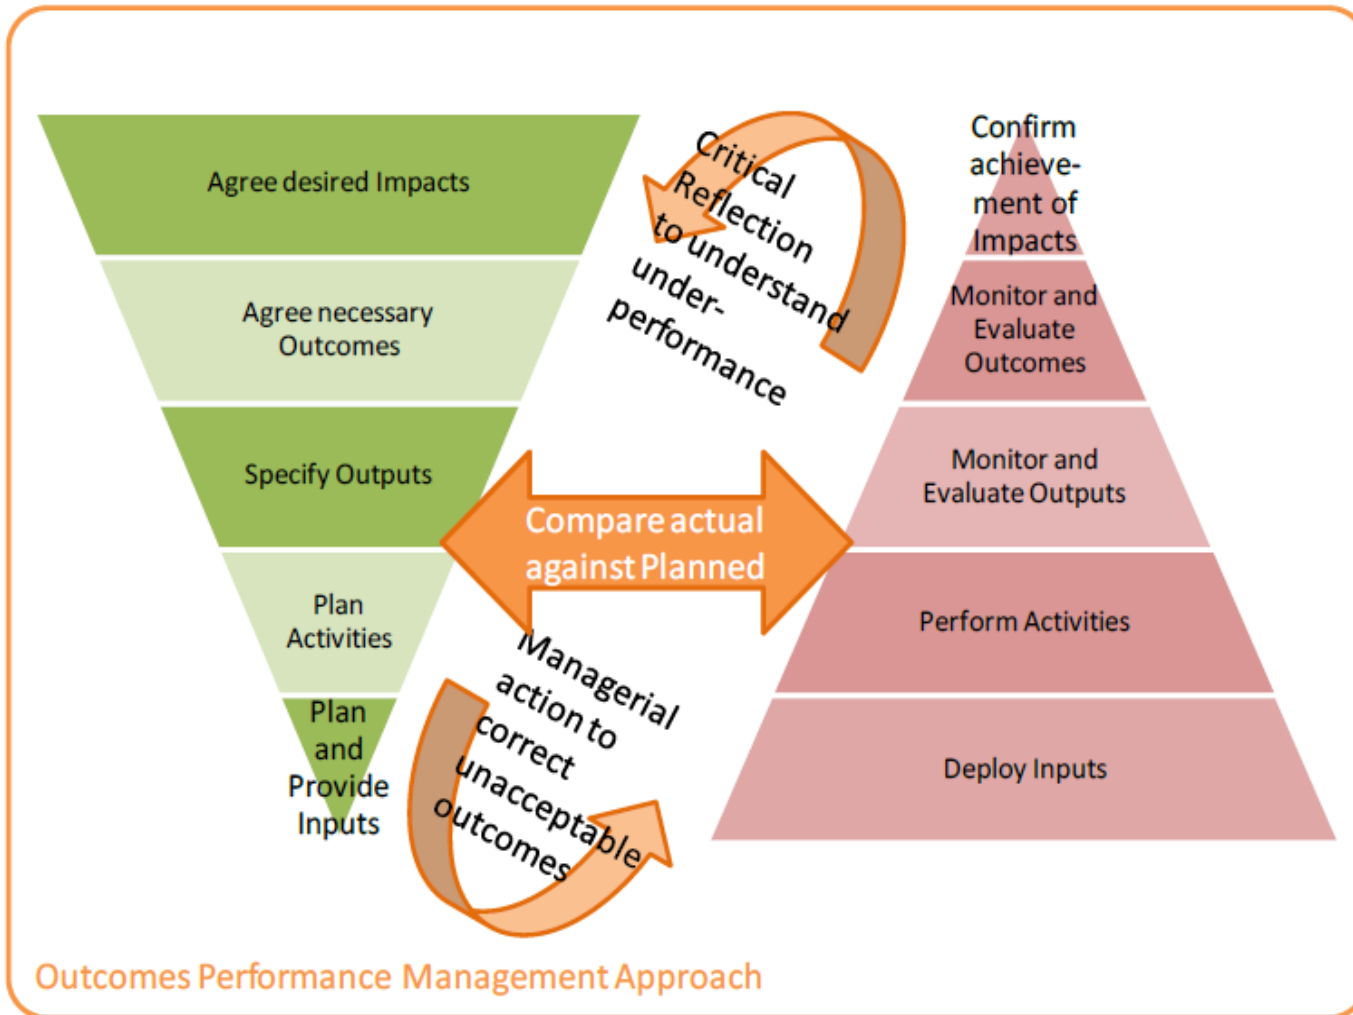 Agree desired Impacts
Agree necessary
Outcomes
Specify Outputs
Plan
Activities
Plan
and
Provide
Inputs
Critical
Reflection
to understand
under-
performance
Compare actual
against Planned
Managerial
action to
correct
unacceptable
outcomes
Confirm
achieve-
ment of
Impacts
Monitor and
Evaluate
Outcomes
Monitor and
Evaluate Outputs
Perform Activities
Deploy Inputs
Outcomes Performance Management Approach